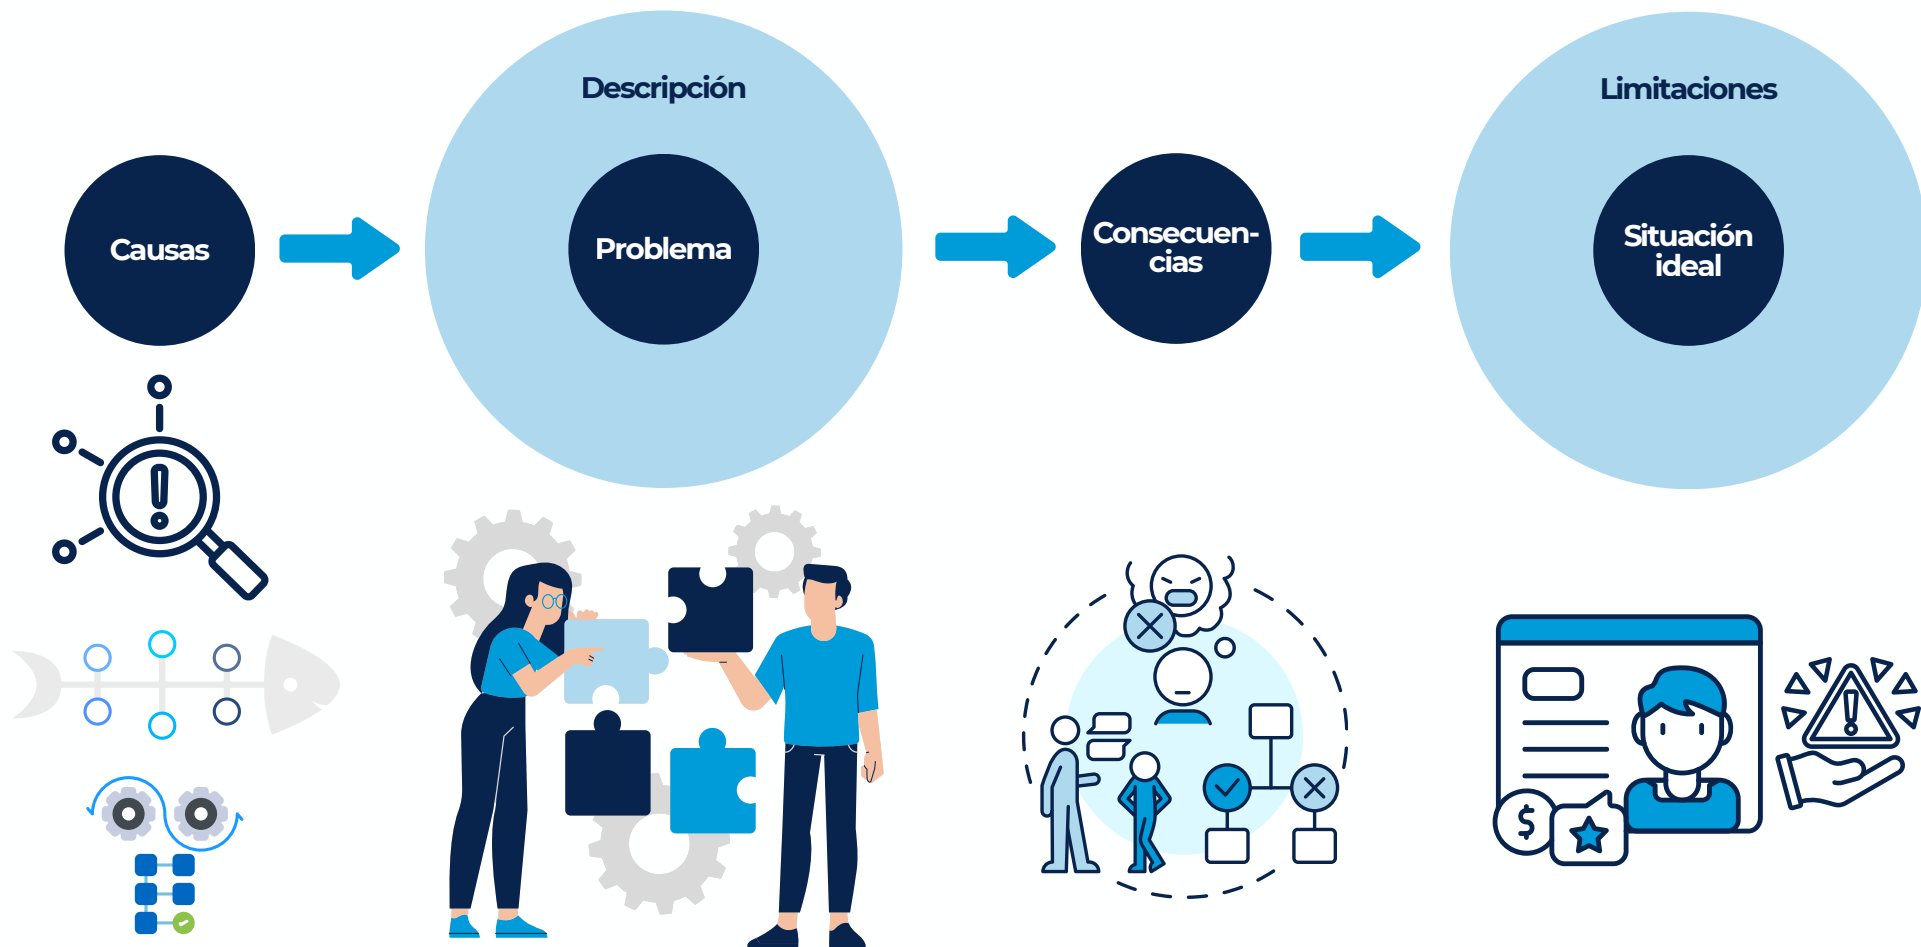 Descripción
Limitaciones
Causas
Problema
Consecuen-
cias
Situación
ideal
$